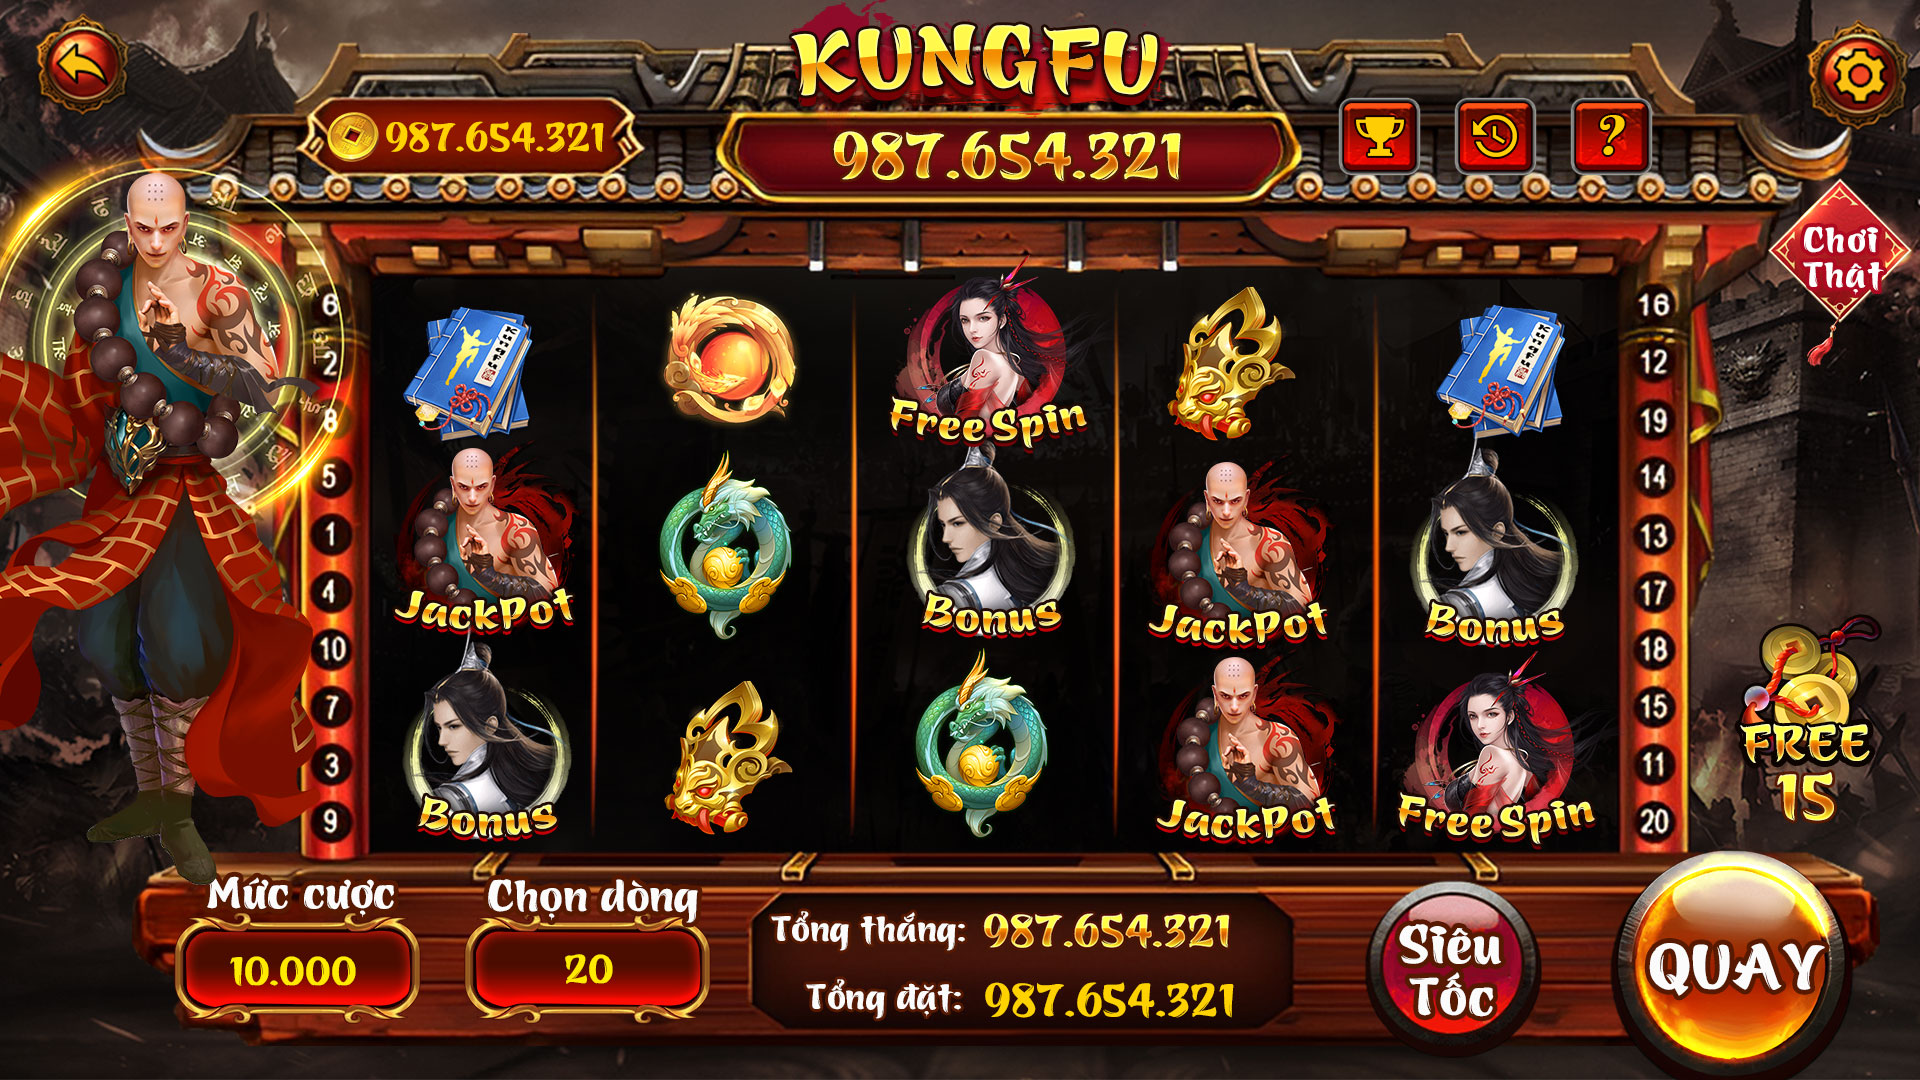 KUNGFU
987.654.321
987.654.321
?
Chơi
Thật
6
2
8
5
1
4
10
7
3
9
Kungfu
Free Spin
Kungfu
JackPot
Bonus
JackPot
Bonus
Bonus
JackPot
Free Spin
16
12
19
14
13
17
18
15
11
20
FREE
15
Mức cược
10.000
Chọn dòng
20
Tổng thắng: 987.654.321
Tổng đặt: 987.654.321
Siêu
Tốc
QUAY